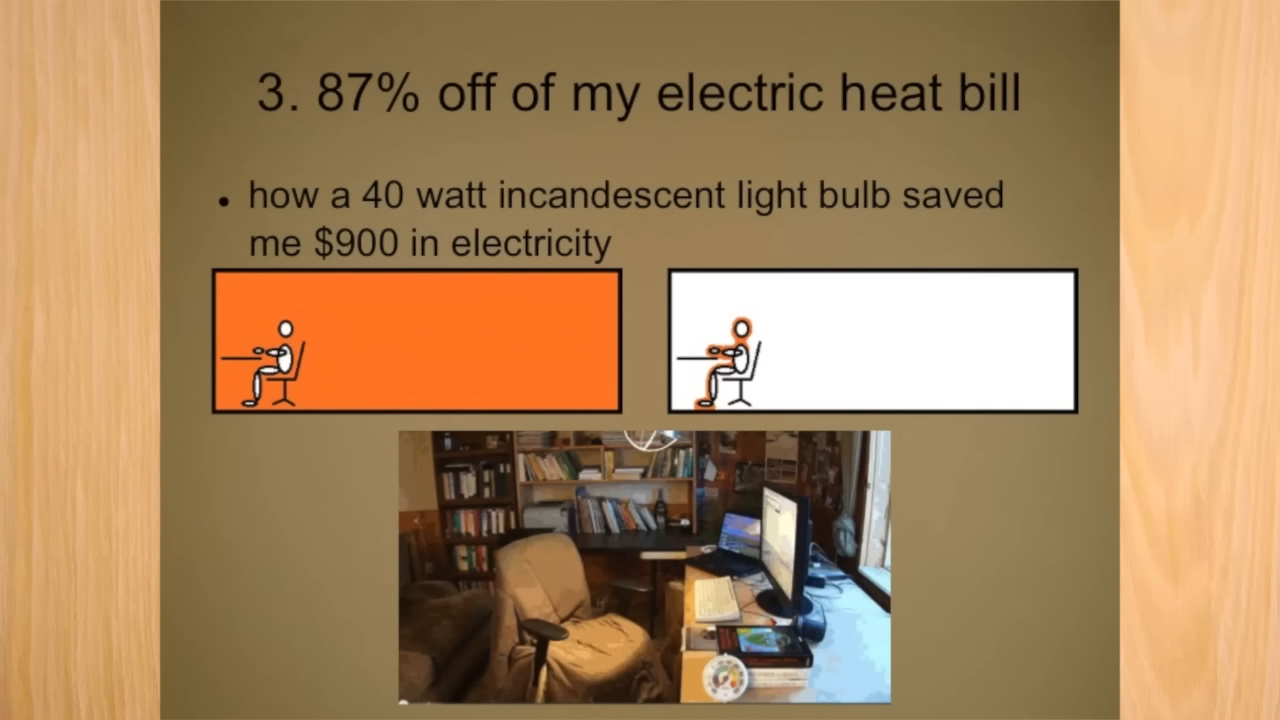 3. 87% off of my electric heat bill
• how a 40 watt incandescent light bulb saved
me $900 in electricity